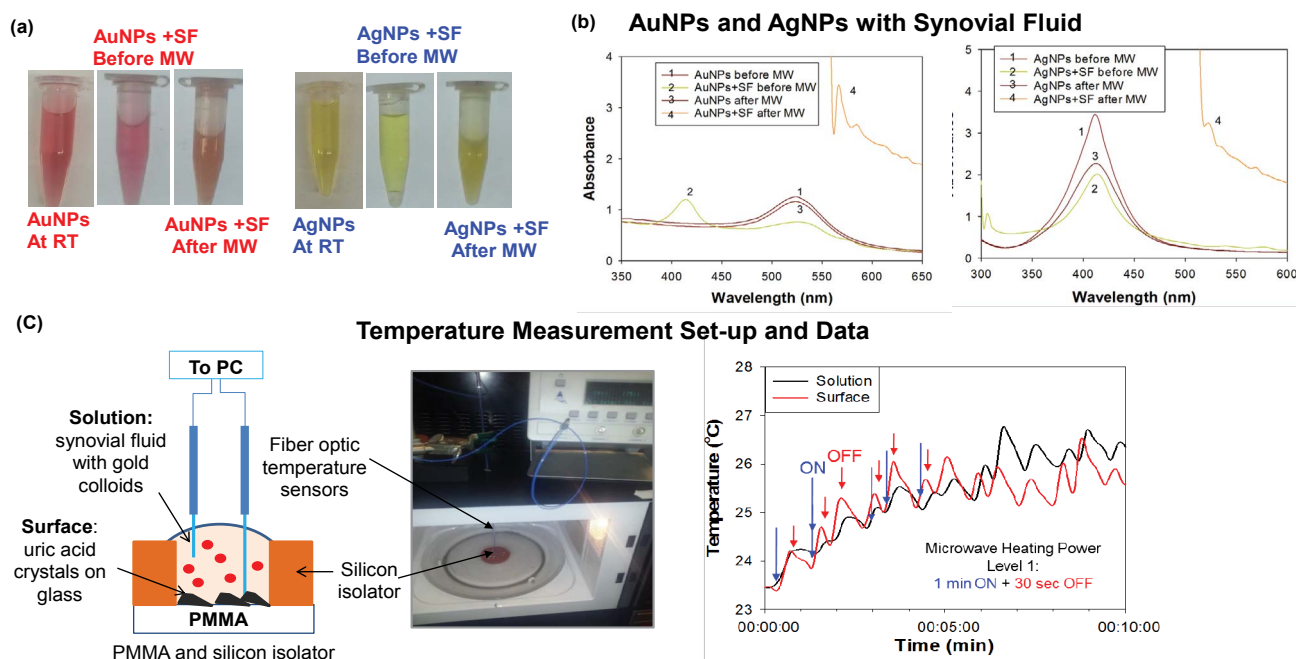 (a)
AuNPs +SF
Before MW
AgNPs +SF
Before MW
AuNPs
At RT
AuNPs +SF
After MW
AgNPs
At RT
AgNPs +SF
After MW
(b)
AuNPs and AgNPs with Synovial Fluid
4
3
2
1
0
Absorbance
1 AuNPs before MW
2 AuNPs+SF before MW
3 AuNPs after MW
4 AuNPs+SF after MW
4
2
1
3
350 400 450 500 550 600 650
Wavelength (nm)
5
4
3
2
1
0
1 AgNPs before MW
2 AgNPs+SF before MW
3 AgNPs after MW
4 AgNPs+SF after MW
1
3
2
4
300 350 400 450 500 550 600
Wavelength (nm)
(C)
Temperature Measurement Set-up and Data
To PC
Solution:
synovial fluid
with gold
colloids
Surface:
uric acid
crystals on
glass
Fiber optic
temperature
sensors
Silicon
isolator
PMMA
PMMA and silicon isolator
28
27
26
25
24
23
Temperature (°C)
Solution
Surface
ON
OFF
Microwave Heating Power
Level 1:
1 min ON + 30 sec OFF
00:00:00 00:05:00 00:10:00
Time (min)